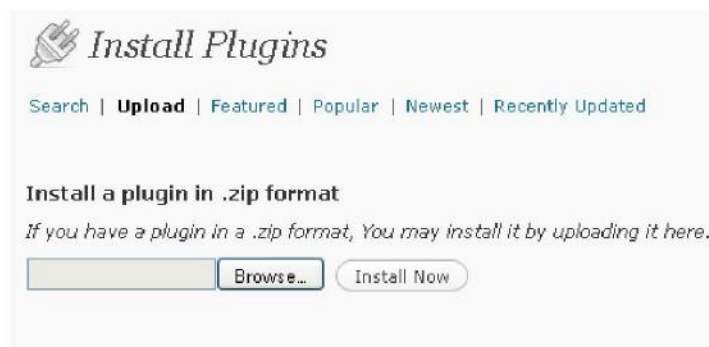 Install Plugins
Search | Upload | Featured | Popular | Newest | Recently Updated
Install a plugin in .zip format
If you have a plugin in a .zip format, You may install it by uploading it here.
Browse... Install Now